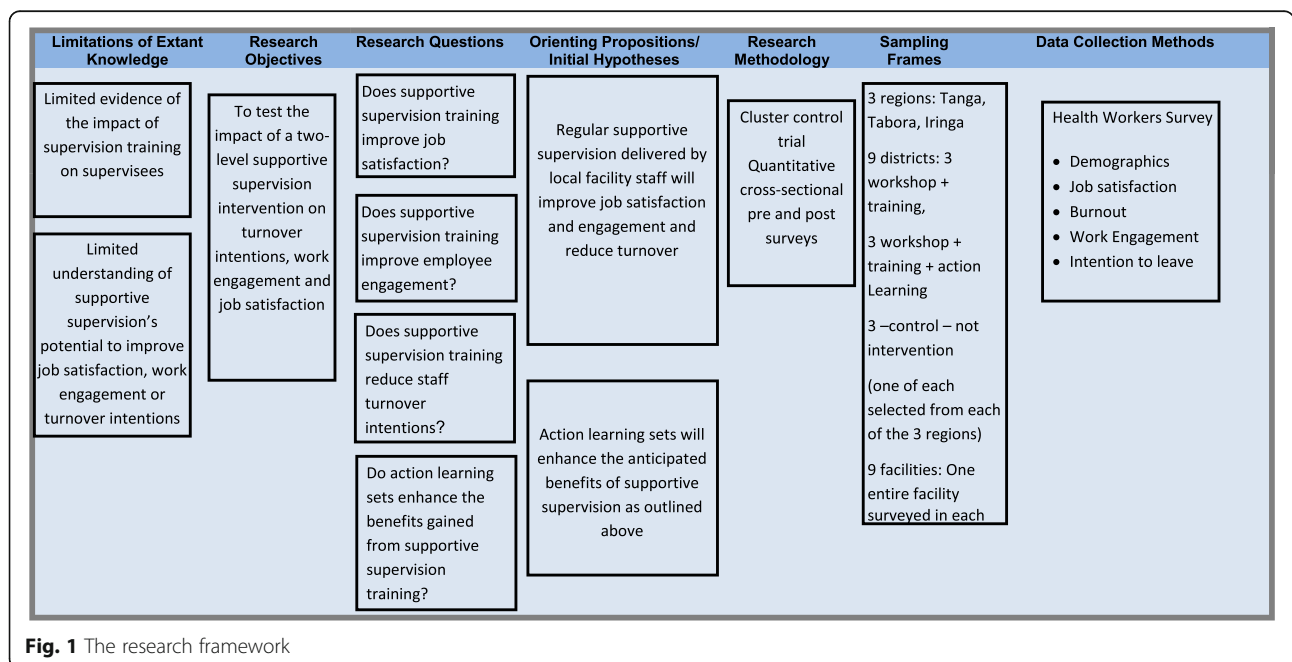 Limitations of Extant
Knowledge
Limited evidence of
the impact of
supervision training
on supervisees
Limited
understanding of
supportive
supervision's
potential to improve
job satisfaction, work
engagement or
turnover intentions
Research
Objectives
To test the
impact of a two-
level supportive
supervision
intervention on
turnover
intentions, work
engagement and
job satisfaction
Research Questions
Does supportive
supervision training
improve job
satisfaction?
Does supportive
supervision training
improve employee
engagement?
Does supportive
supervision training
reduce staff
turnover
intentions?
Do action learning
sets enhance the
benefits gained
from supportive
supervision
training?
Orienting Propositions/
Initial Hypotheses
Regular supportive
supervision delivered by
local facility staff will
improve job satisfaction
and engagement and
reduce turnover
Action learning sets will
enhance the anticipated
benefits of supportive
supervision as outlined
above
Research
Methodology
Cluster control
trial
Quantitative
cross-sectional
pre and post
surveys
Sampling
Frames
3 regions: Tanga,
Tabora, Iringa
9 districts: 3
workshop +
training,
3 workshop +
training + action
Learning
3 –control – not
intervention
(one of each
selected from each
of the 3 regions)
9 facilities: One
entire facility
surveyed in each
Data Collection Methods
Health Workers Survey
• Demographics
• Job satisfaction
• Burnout
• Work Engagement
• Intention to leave
Fig. 1 The research framework